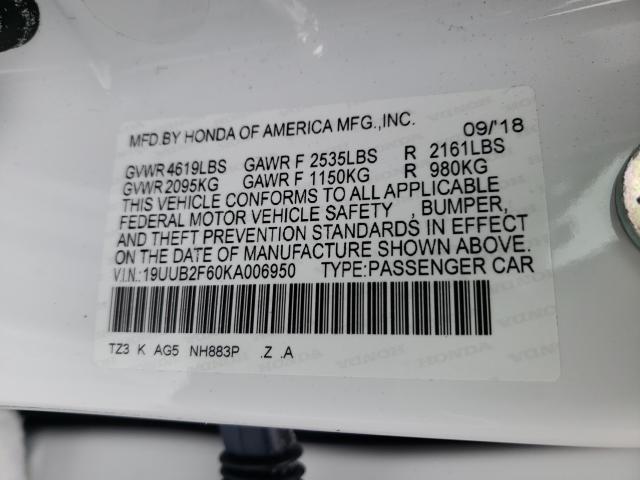 MFD.BY HONDA OF AMERICA MFG.,INC. 09/'18
GVWR 4619LBS GAWR F 2535LBS R 2161LBS
GVWR 2095KG GAWR F 1150KG R 980KG
THIS VEHICLE CONFORMS TO ALL APPLICABLE
FEDERAL MOTOR VEHICLE SAFETY , BUMPER,
AND THEFT PREVENTION STANDARDS IN EFFECT
ON THE DATE OF MANUFACTURE SHOWN ABOVE.
V.I.N.:19UUB2F60KA006950 TYPE:PASSENGER CAR
TZ3 K AG5 NH883P .Z .A